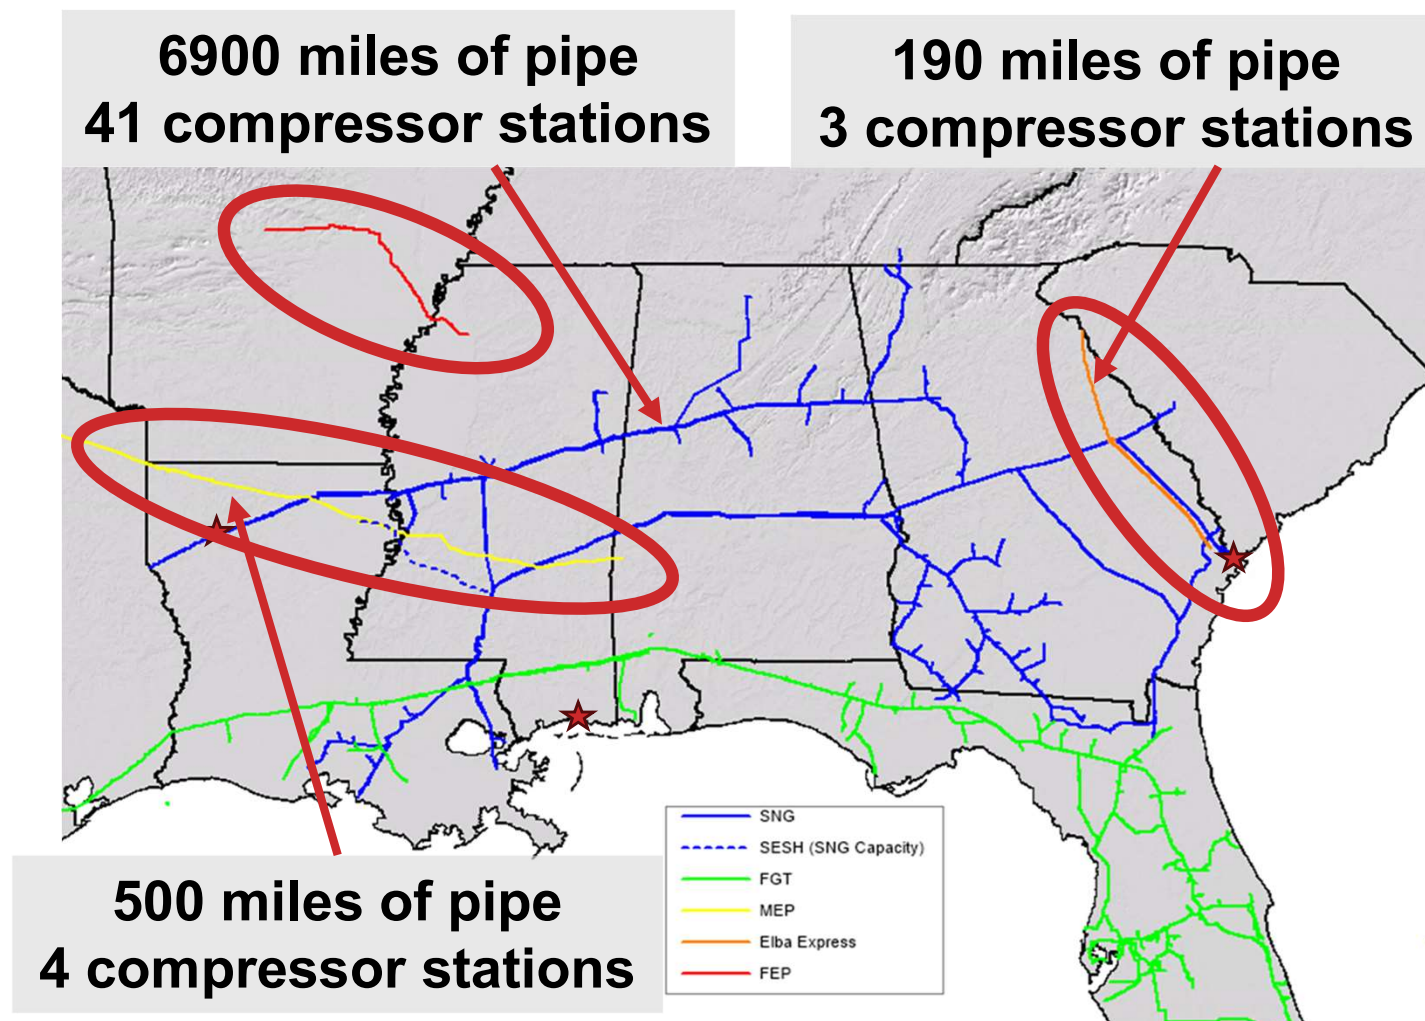 6900 miles of pipe
41 compressor stations
190 miles of pipe
3 compressor stations
500 miles of pipe
4 compressor stations
SNG
SESH (SNG Capacity)
FGT
MEP
Elba Express
FEP